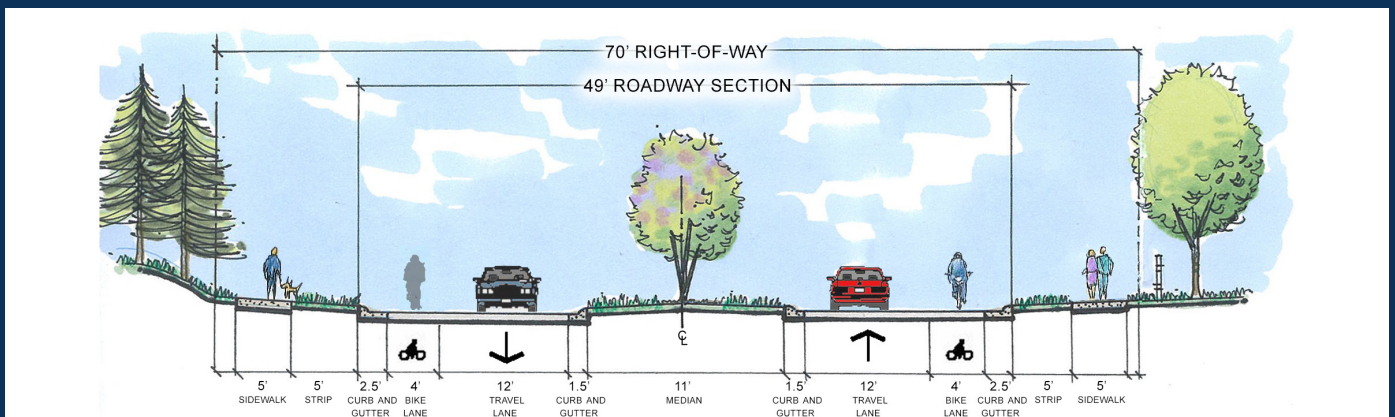 70' RIGHT-OF-WAY
49' ROADWAY SECTION
℄
5' 5' 2.5' 4' 12' 1.5' 11' 1.5' 12' 4' 2.5' 5' 5'
SIDEWALK STRIP CURB AND BIKE TRAVEL CURB AND MEDIAN CURB AND TRAVEL BIKE CURB AND STRIP SIDEWALK
GUTTER LANE LANE GUTTER GUTTER LANE LANE GUTTER